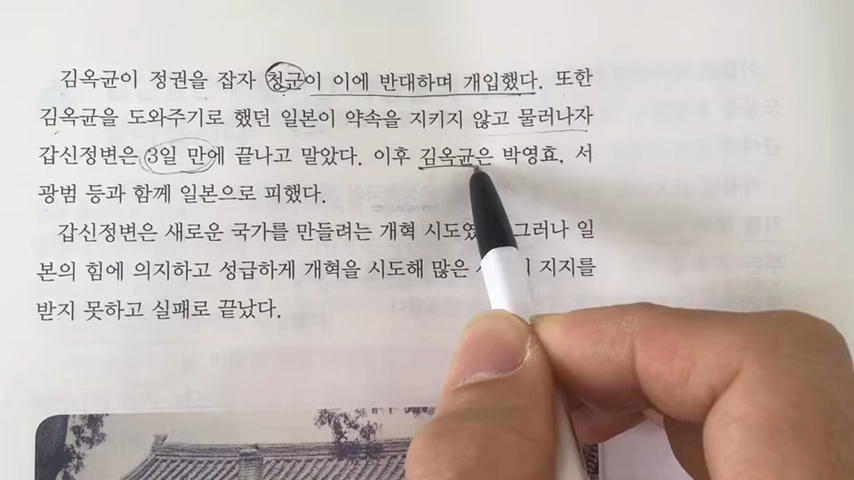 김옥균이 정권을 잡자 청군이 이에 반대하며 개입했다. 또한
김옥균을 도와주기로 했던 일본이 약속을 지키지 않고 물러나자
갑신정변은 3일 만에 끝나고 말았다. 이후 김옥균은 박영효, 서
광범 등과 함께 일본으로 피했다.
갑신정변은 새로운 국가를 만들려는 개혁 그러나 일
본의 힘에 의지하고 성급하게 개혁을 시도해 많은 지지를
받지 못하고 실패로 끝났다.